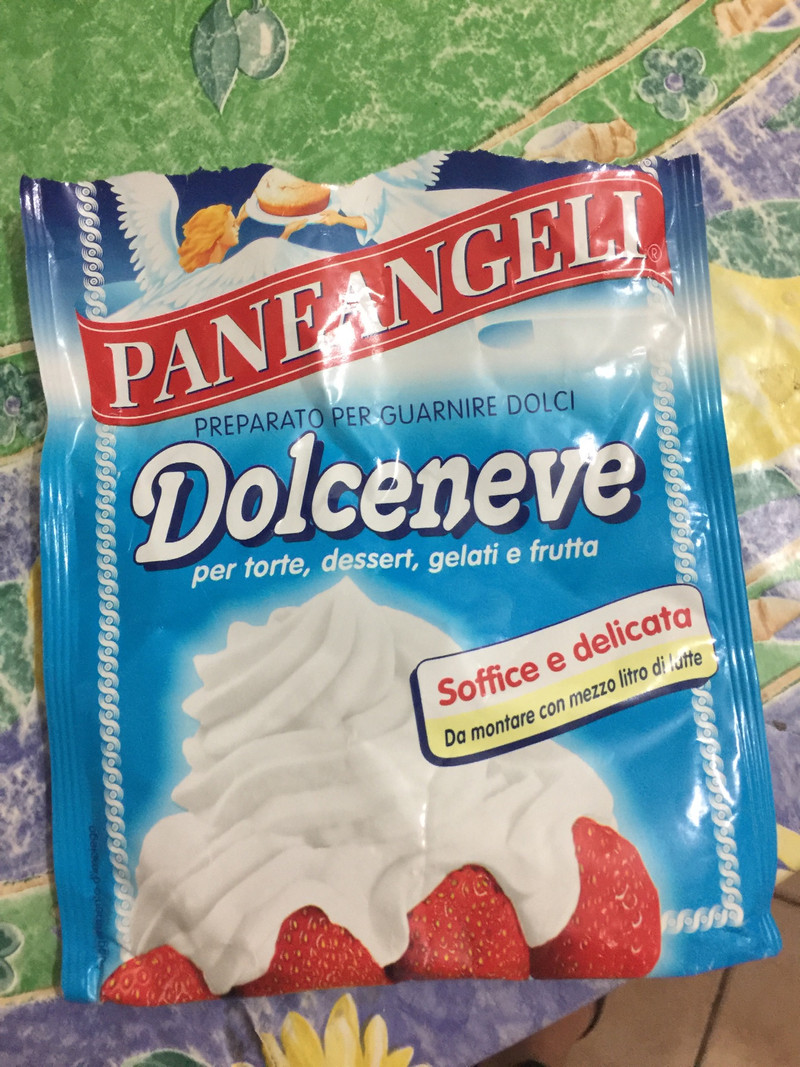 PANEANGELI®
PREPARATO PER GUARNIRE DOLCI
Dolceneve
per torte, dessert, gelati e frutta
Soffice e delicata
Da montare con mezzo litro di latte